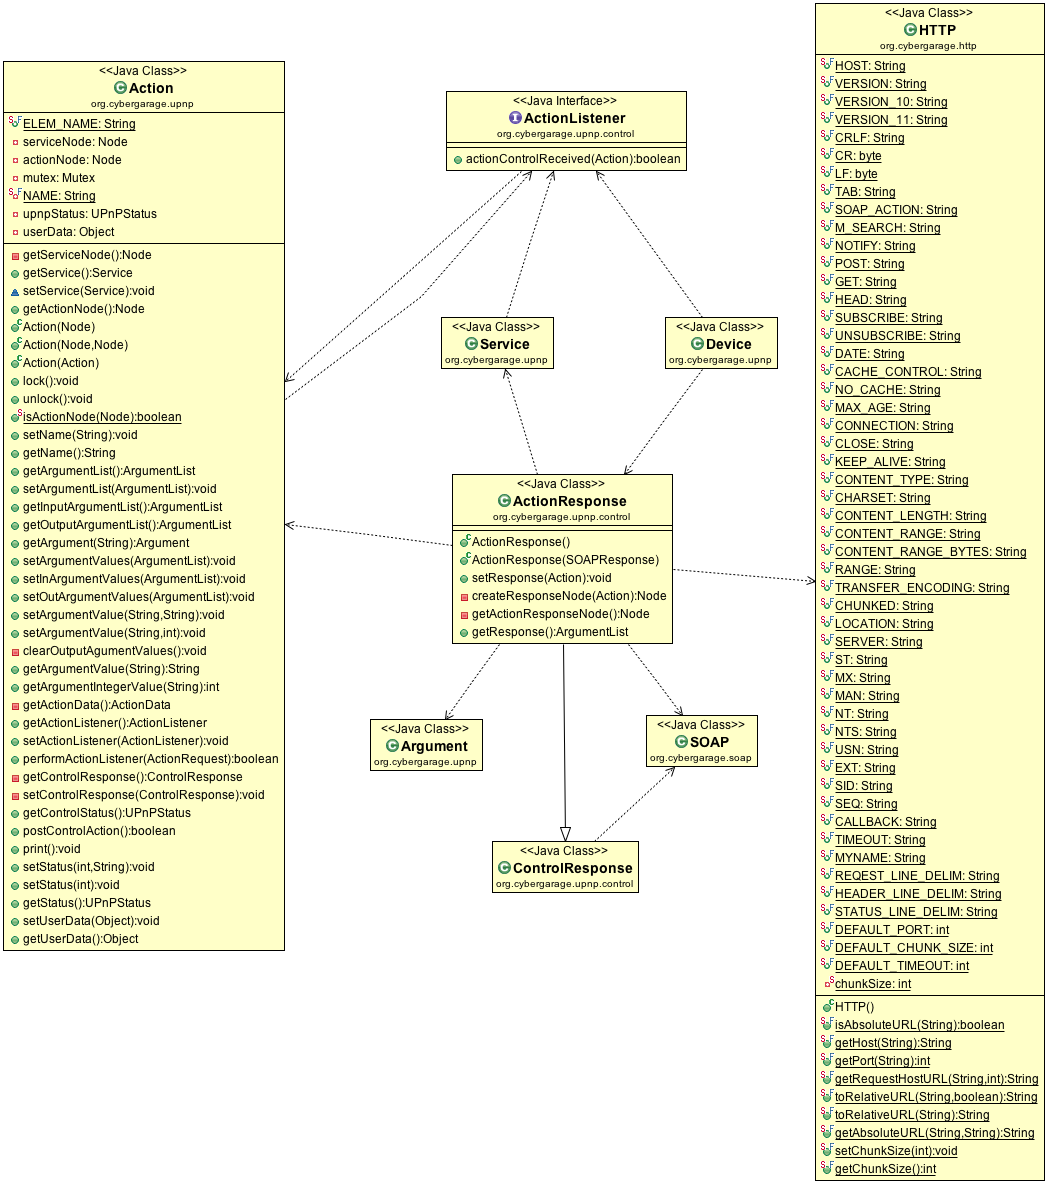 <<Java Class>>
Action
org.cybergarage.upnp
ELEM_NAME: String
serviceNode: Node
actionNode: Node
mutex: Mutex
NAME: String
upnpStatus: UPnPStatus
userData: Object
getServiceNode():Node
getService():Service
setService(Service):void
getActionNode():Node
Action(Node)
Action(Node,Node)
Action(Action)
lock():void
unlock():void
isActionNode(Node):boolean
setName(String):void
getName():String
getArgumentList():ArgumentList
setArgumentList(ArgumentList):void
getInputArgumentList():ArgumentList
getOutputArgumentList():ArgumentList
getArgument(String):Argument
setArgumentValues(ArgumentList):void
setInArgumentValues(ArgumentList):void
setOutArgumentValues(ArgumentList):void
setArgumentValue(String,String):void
setArgumentValue(String,int):void
clearOutputAgumentValues():void
getArgumentValue(String):String
getArgumentIntegerValue(String):int
getActionData():ActionData
getActionListener():ActionListener
setActionListener(ActionListener):void
performActionListener(ActionRequest):boolean
getControlResponse():ControlResponse
setControlResponse(ControlResponse):void
getControlStatus():UPnPStatus
postControlAction():boolean
print():void
setStatus(int,String):void
setStatus(int):void
getStatus():UPnPStatus
setUserData(Object):void
getUserData():Object
<<Java Interface>>
ActionListener
org.cybergarage.upnp.control
actionControlReceived(Action):boolean
<<Java Class>>
Service
org.cybergarage.upnp
<<Java Class>>
Device
org.cybergarage.upnp
<<Java Class>>
ActionResponse
org.cybergarage.upnp.control
ActionResponse()
ActionResponse(SOAPResponse)
setResponse(Action):void
createResponseNode(Action):Node
getActionResponseNode():Node
getResponse():ArgumentList
<<Java Class>>
Argument
org.cybergarage.upnp
<<Java Class>>
SOAP
org.cybergarage.soap
<<Java Class>>
ControlResponse
org.cybergarage.upnp.control
<<Java Class>>
HTTP
org.cybergarage.http
HOST: String
VERSION: String
VERSION_10: String
VERSION_11: String
CRLF: String
CR: byte
LF: byte
TAB: String
SOAP_ACTION: String
M_SEARCH: String
NOTIFY: String
POST: String
GET: String
HEAD: String
SUBSCRIBE: String
UNSUBSCRIBE: String
DATE: String
CACHE_CONTROL: String
NO_CACHE: String
MAX_AGE: String
CONNECTION: String
CLOSE: String
KEEP_ALIVE: String
CONTENT_TYPE: String
CHARSET: String
CONTENT_LENGTH: String
CONTENT_RANGE: String
CONTENT_RANGE_BYTES: String
RANGE: String
TRANSFER_ENCODING: String
CHUNKED: String
LOCATION: String
SERVER: String
ST: String
MX: String
MAN: String
NT: String
NTS: String
USN: String
EXT: String
SID: String
SEQ: String
CALLBACK: String
TIMEOUT: String
MYNAME: String
REQEST_LINE_DELIM: String
HEADER_LINE_DELIM: String
STATUS_LINE_DELIM: String
DEFAULT_PORT: int
DEFAULT_CHUNK_SIZE: int
DEFAULT_TIMEOUT: int
chunkSize: int
HTTP()
isAbsoluteURL(String):boolean
getHost(String):String
getPort(String):int
getRequestHostURL(String,int):String
toRelativeURL(String,boolean):String
toRelativeURL(String):String
getAbsoluteURL(String,String):String
setChunkSize(int):void
getChunkSize():int